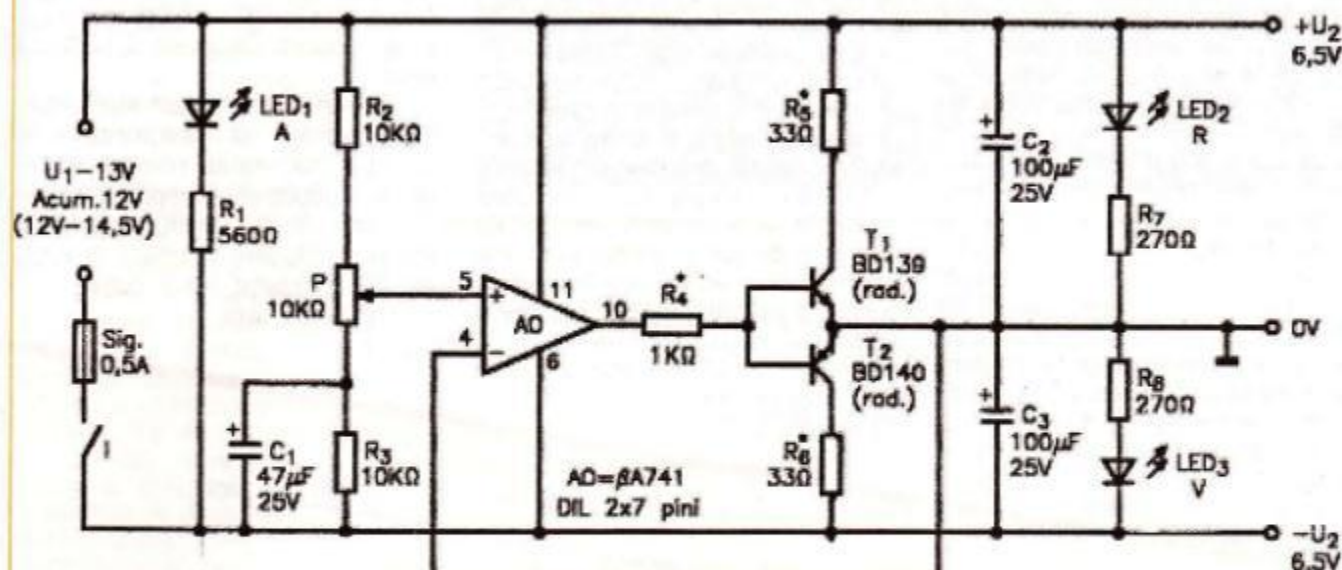 +U2
6,5V
LED1
A
R2
10KΩ
R5*
33Ω
C2
100µF
25V
LED2
R
U1-13V
Acum.12V
(12V-14,5V)
R1
560Ω
R7
270Ω
T1
BD139
(rad.)
P
10KΩ
5
+
11
AO
10
R4*
1KΩ
4
-
6
0V
Sig.
0,5A
T2
BD140
(rad.)
R8
270Ω
I
+
C1
47µF
25V
R3
10KΩ
AO=βA741
DIL 2x7 pini
R6*
33Ω
+
C3
100µF
25V
LED3
V
-U2
6,5V